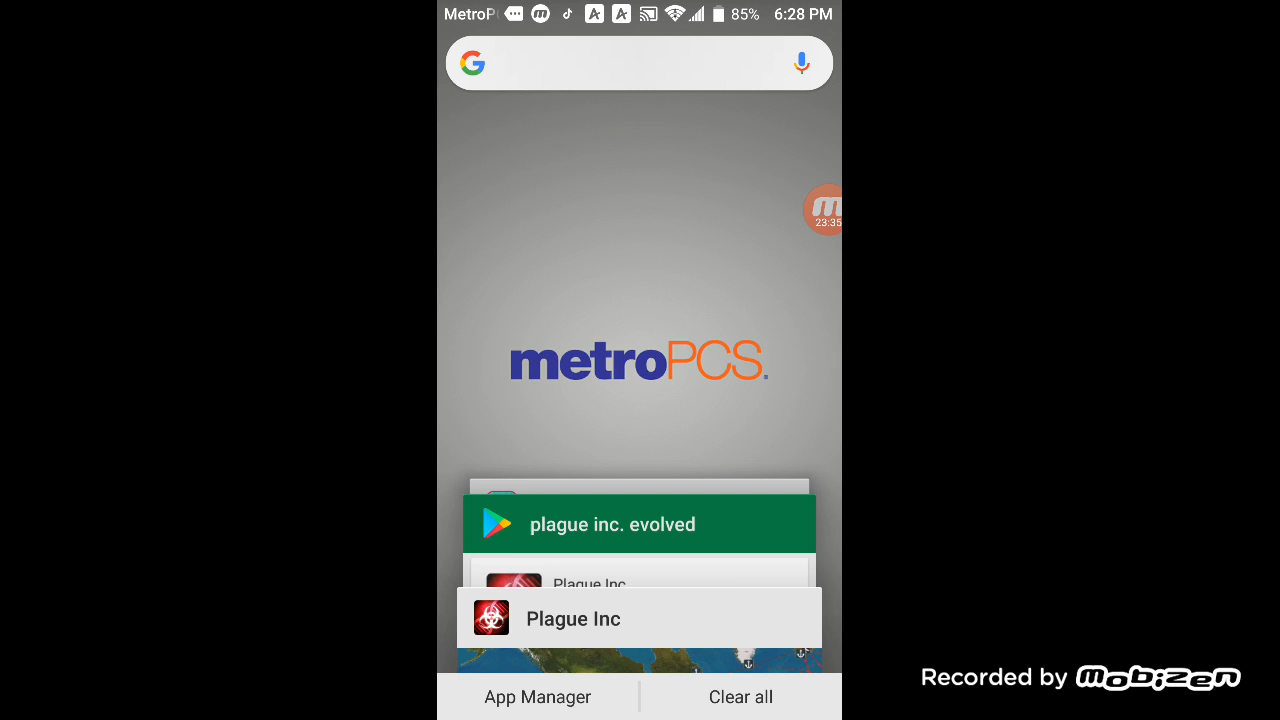 MetroP 85% 6:28 PM
23:35
metroPCS.
plague inc. evolved
Plague Inc
Plague Inc
App Manager Clear all
Recorded by mobizen